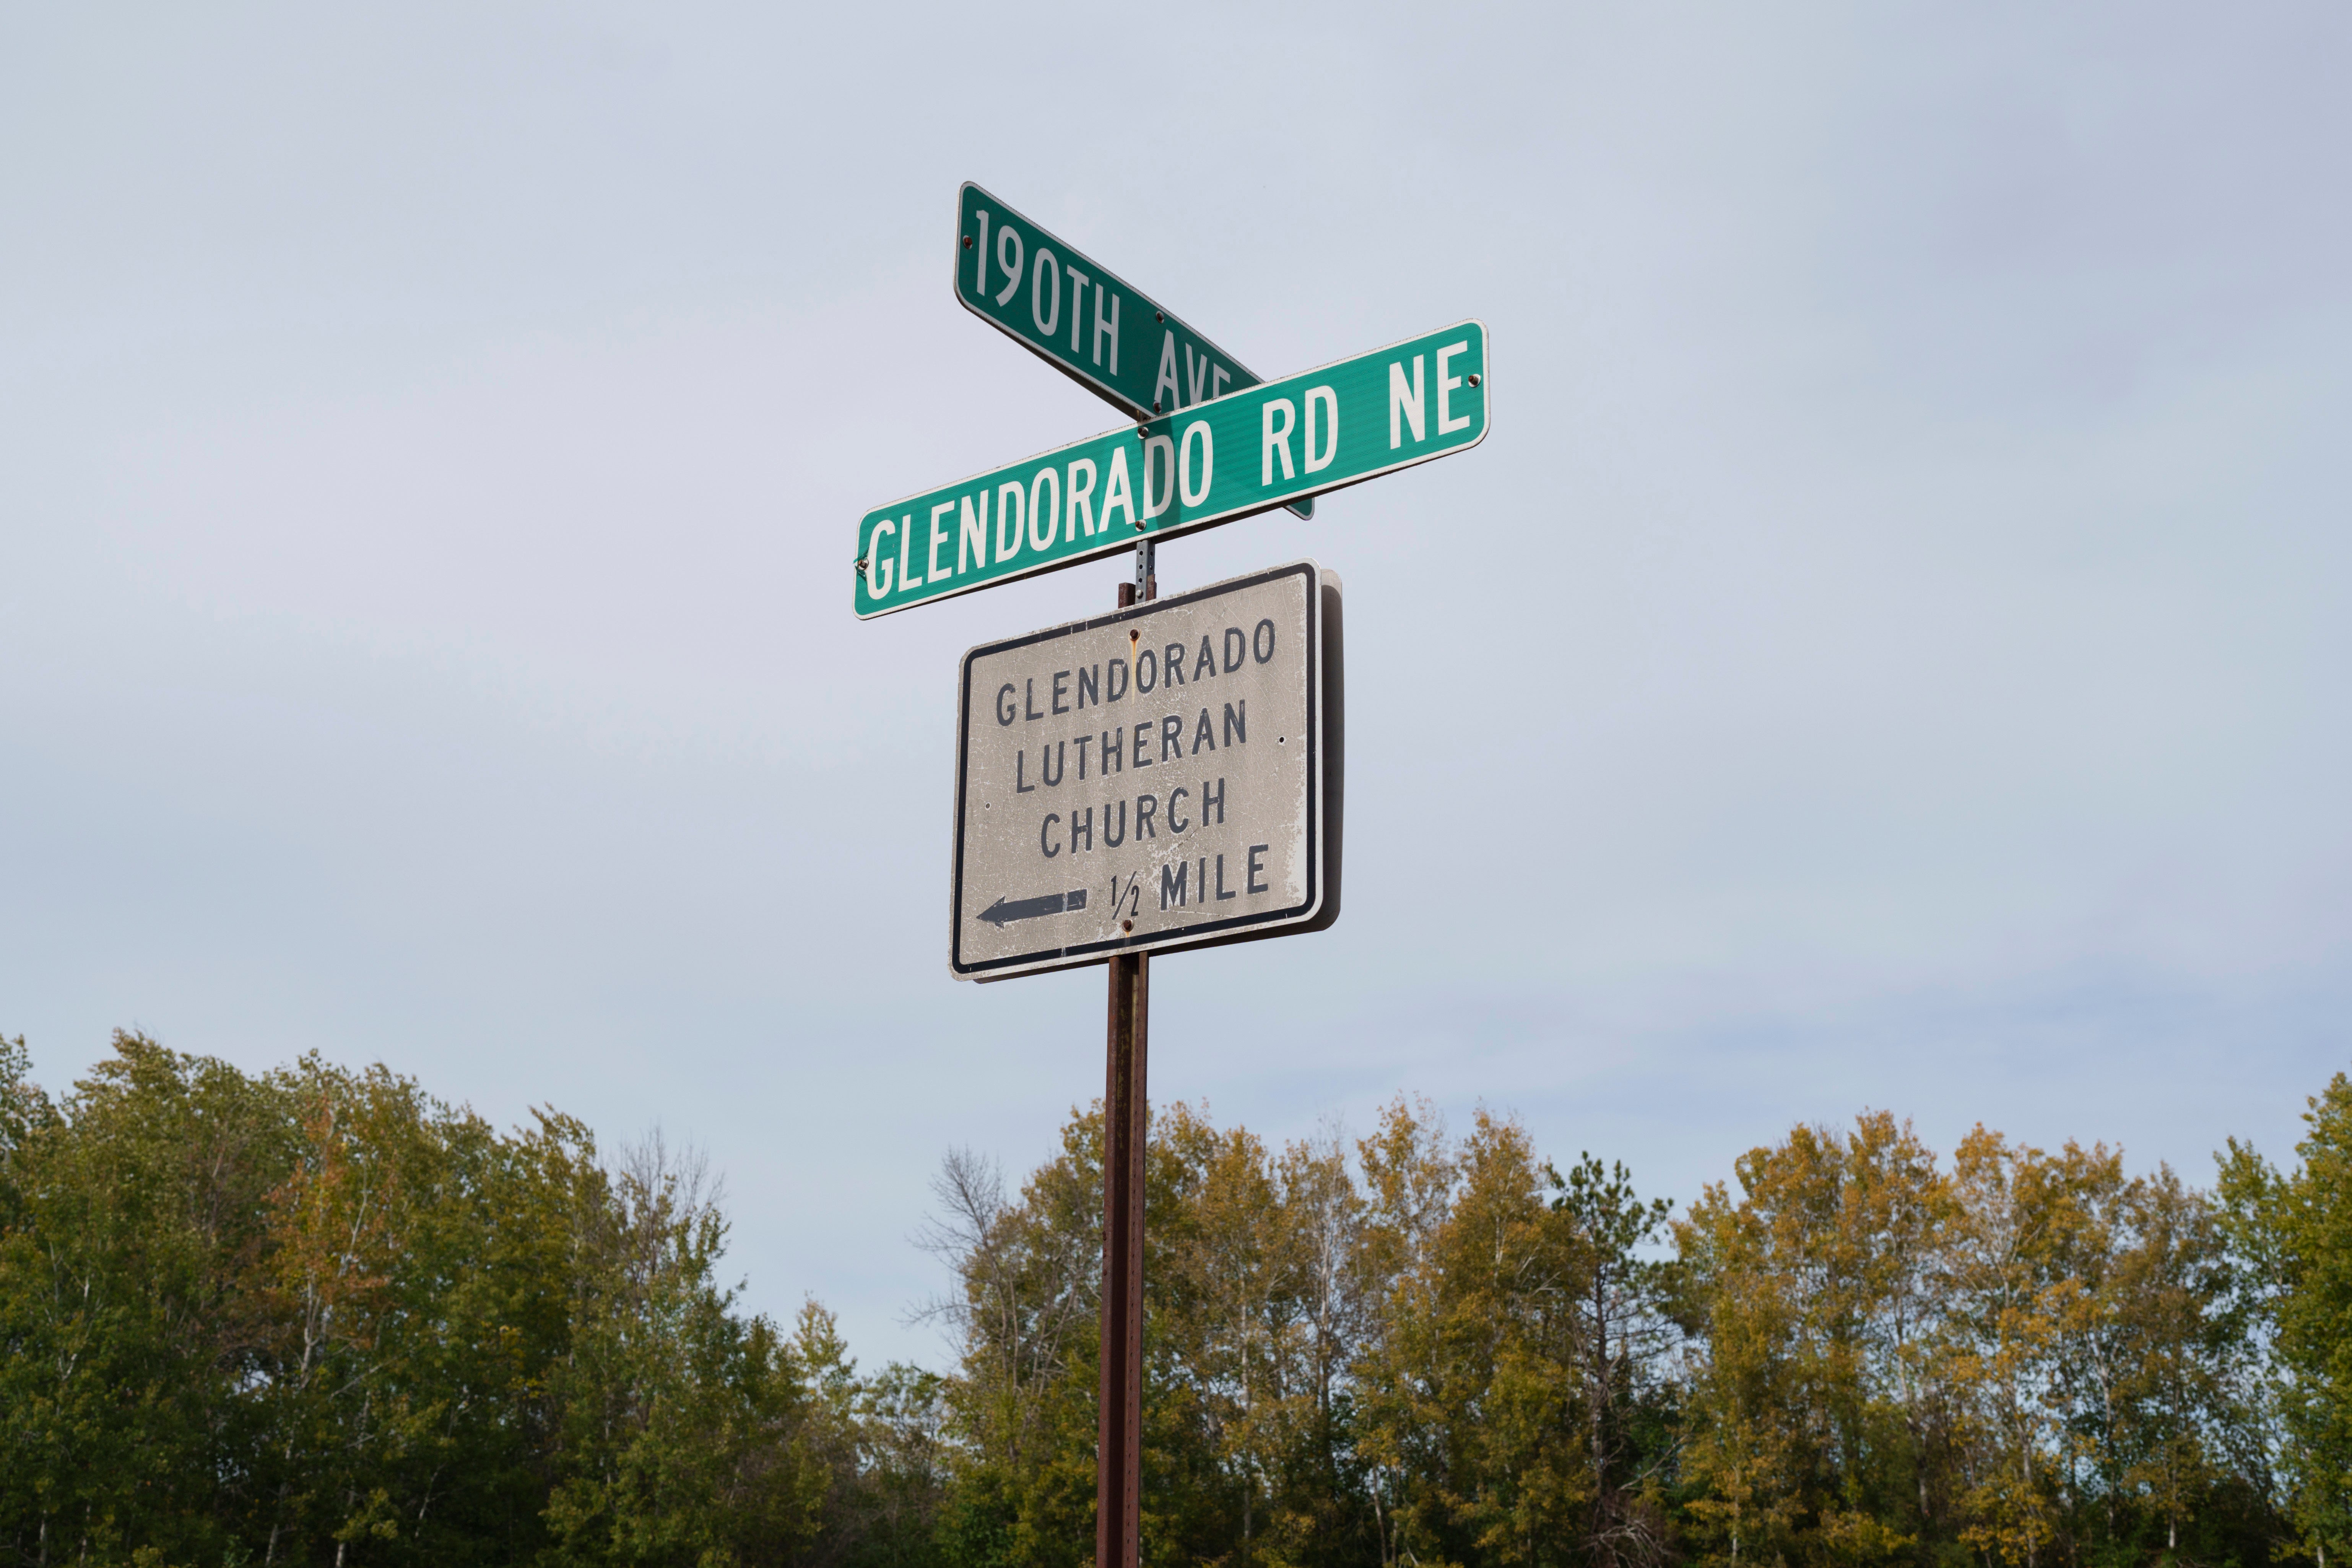 190TH AVE
GLENDORADO RD NE
GLENDORADO
LUTHERAN
CHURCH
½ MILE